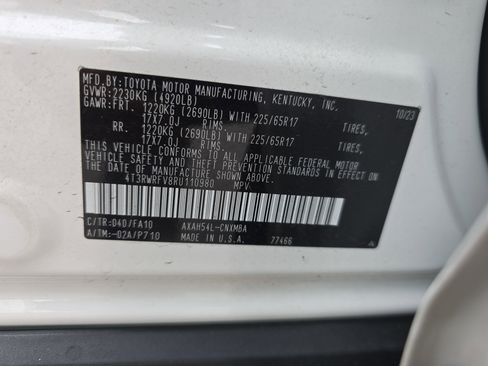 MFD.BY:TOYOTA MOTOR MANUFACTURING, KENTUCKY, INC.
GVWR:2230KG (4920LB) 10/23
GAWR:FRT. 1220KG (2690LB) WITH 225/65R17 TIRES,
17X7.0J RIMS.
RR. 1220KG (2690LB) WITH 225/65R17 TIRES,
17X7.0J RIMS.
THIS VEHICLE CONFORMS TO ALL APPLICABLE FEDERAL MOTOR
VEHICLE SAFETY AND BUMPER STANDARDS IN EFFECT ON THE
DATE OF MANUFACTURE SHOWN ABOVE.
4T3RWRFV8RU110980 MPV
C/TR:040/FA10 AXAH54L-CNXMBA
A/TM:-02A/P710 MADE IN U.S.A. 77466